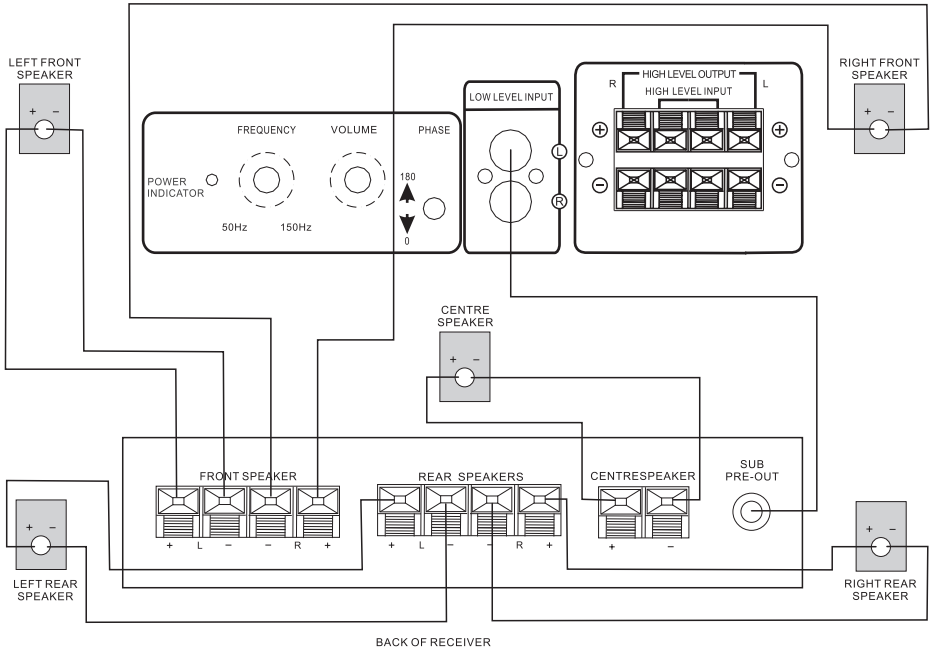 LEFT FRONT
SPEAKER
+ −
RIGHT FRONT
SPEAKER
+ −
FREQUENCY
VOLUME
PHASE
POWER
INDICATOR
180
50Hz
150Hz
0
LOW LEVEL INPUT
L
R
R
HIGH LEVEL OUTPUT
L
HIGH LEVEL INPUT
+
+
−
−
CENTRE
SPEAKER
+ −
FRONT SPEAKER
+ L − − R +
REAR SPEAKERS
+ L − − R +
CENTRESPEAKER
+ −
SUB
PRE-OUT
+ −
LEFT REAR
SPEAKER
+ −
RIGHT REAR
SPEAKER
BACK OF RECEIVER